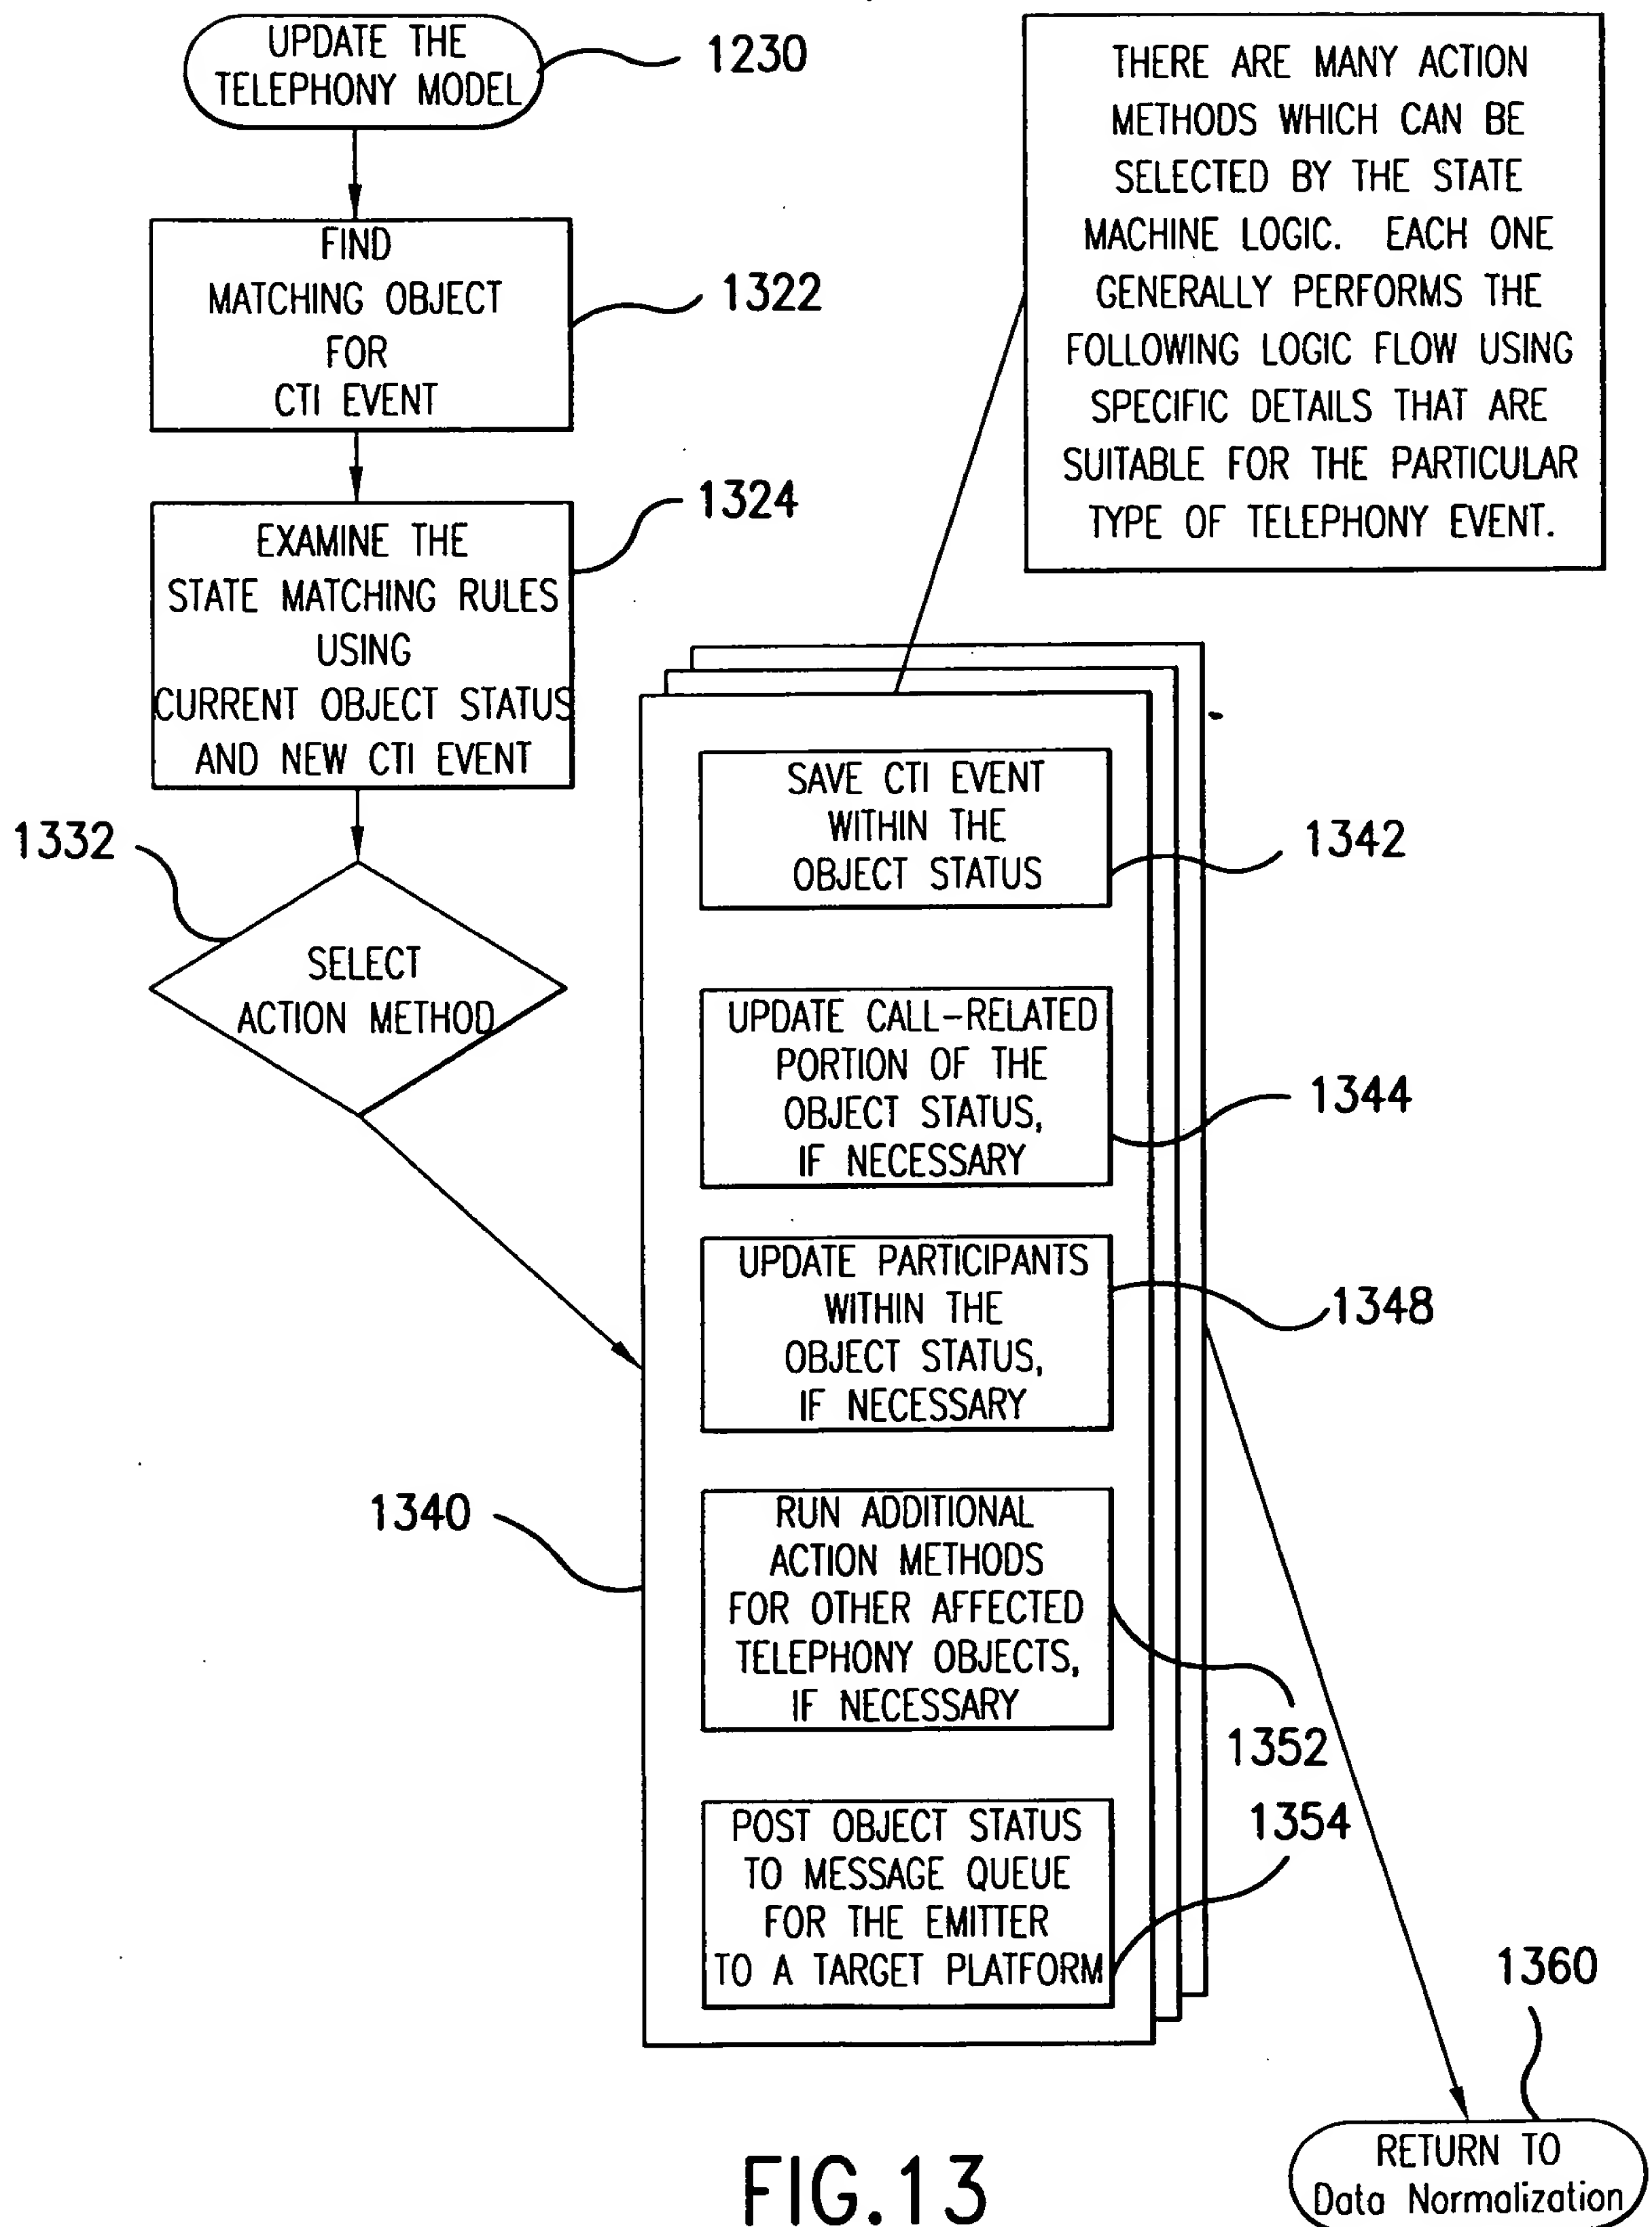 UPDATE THE
TELEPHONY MODEL
1230
FIND
MATCHING OBJECT
FOR
CTI EVENT
1322
EXAMINE THE
STATE MATCHING RULES
USING
CURRENT OBJECT STATUS
AND NEW CTI EVENT
1324
1332
SELECT
ACTION METHOD
THERE ARE MANY ACTION
METHODS WHICH CAN BE
SELECTED BY THE STATE
MACHINE LOGIC. EACH ONE
GENERALLY PERFORMS THE
FOLLOWING LOGIC FLOW USING
SPECIFIC DETAILS THAT ARE
SUITABLE FOR THE PARTICULAR
TYPE OF TELEPHONY EVENT.
SAVE CTI EVENT
WITHIN THE
OBJECT STATUS
1342
UPDATE CALL-RELATED
PORTION OF THE
OBJECT STATUS,
IF NECESSARY
1344
UPDATE PARTICIPANTS
WITHIN THE
OBJECT STATUS,
IF NECESSARY
1348
1340
RUN ADDITIONAL
ACTION METHODS
FOR OTHER AFFECTED
TELEPHONY OBJECTS,
IF NECESSARY
1352
POST OBJECT STATUS
TO MESSAGE QUEUE
FOR THE EMITTER
TO A TARGET PLATFORM
1354
1360
RETURN TO
Data Normalization
FIG.13